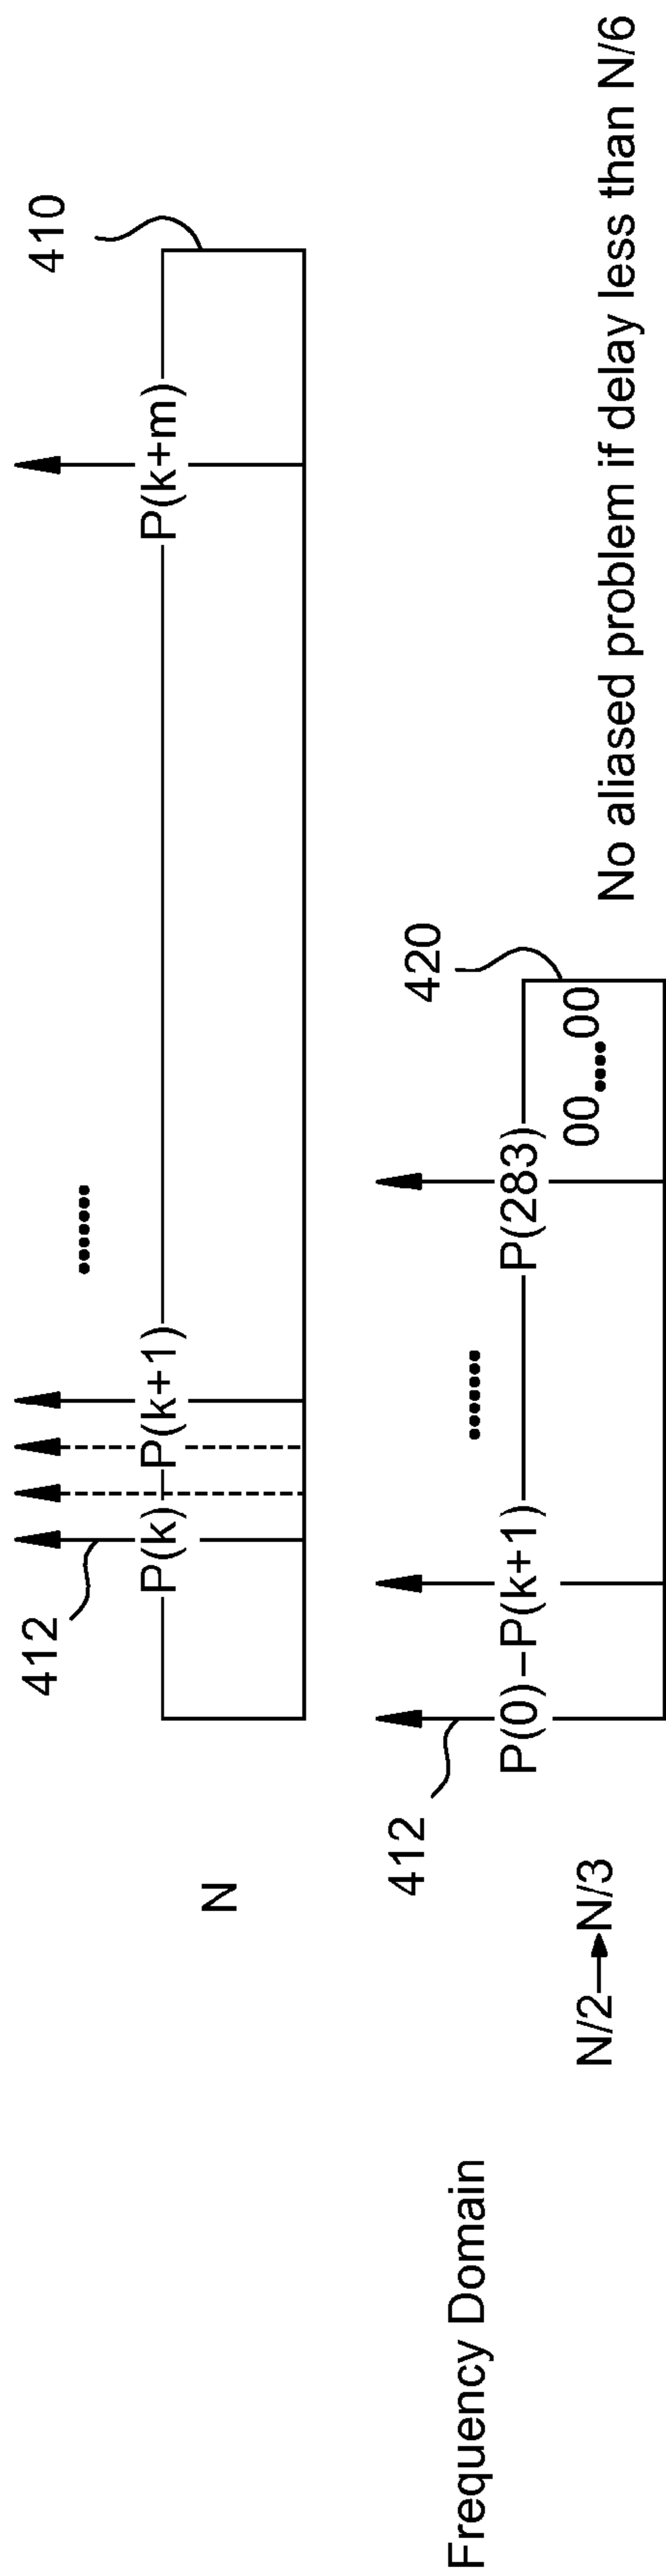 410
412
P(k) P(k+1) P(k+m)
N
420
412
P(0) P(k+1) P(283)
00....00
N/2→N/3
No aliased problem if delay less than N/6
Frequency Domain